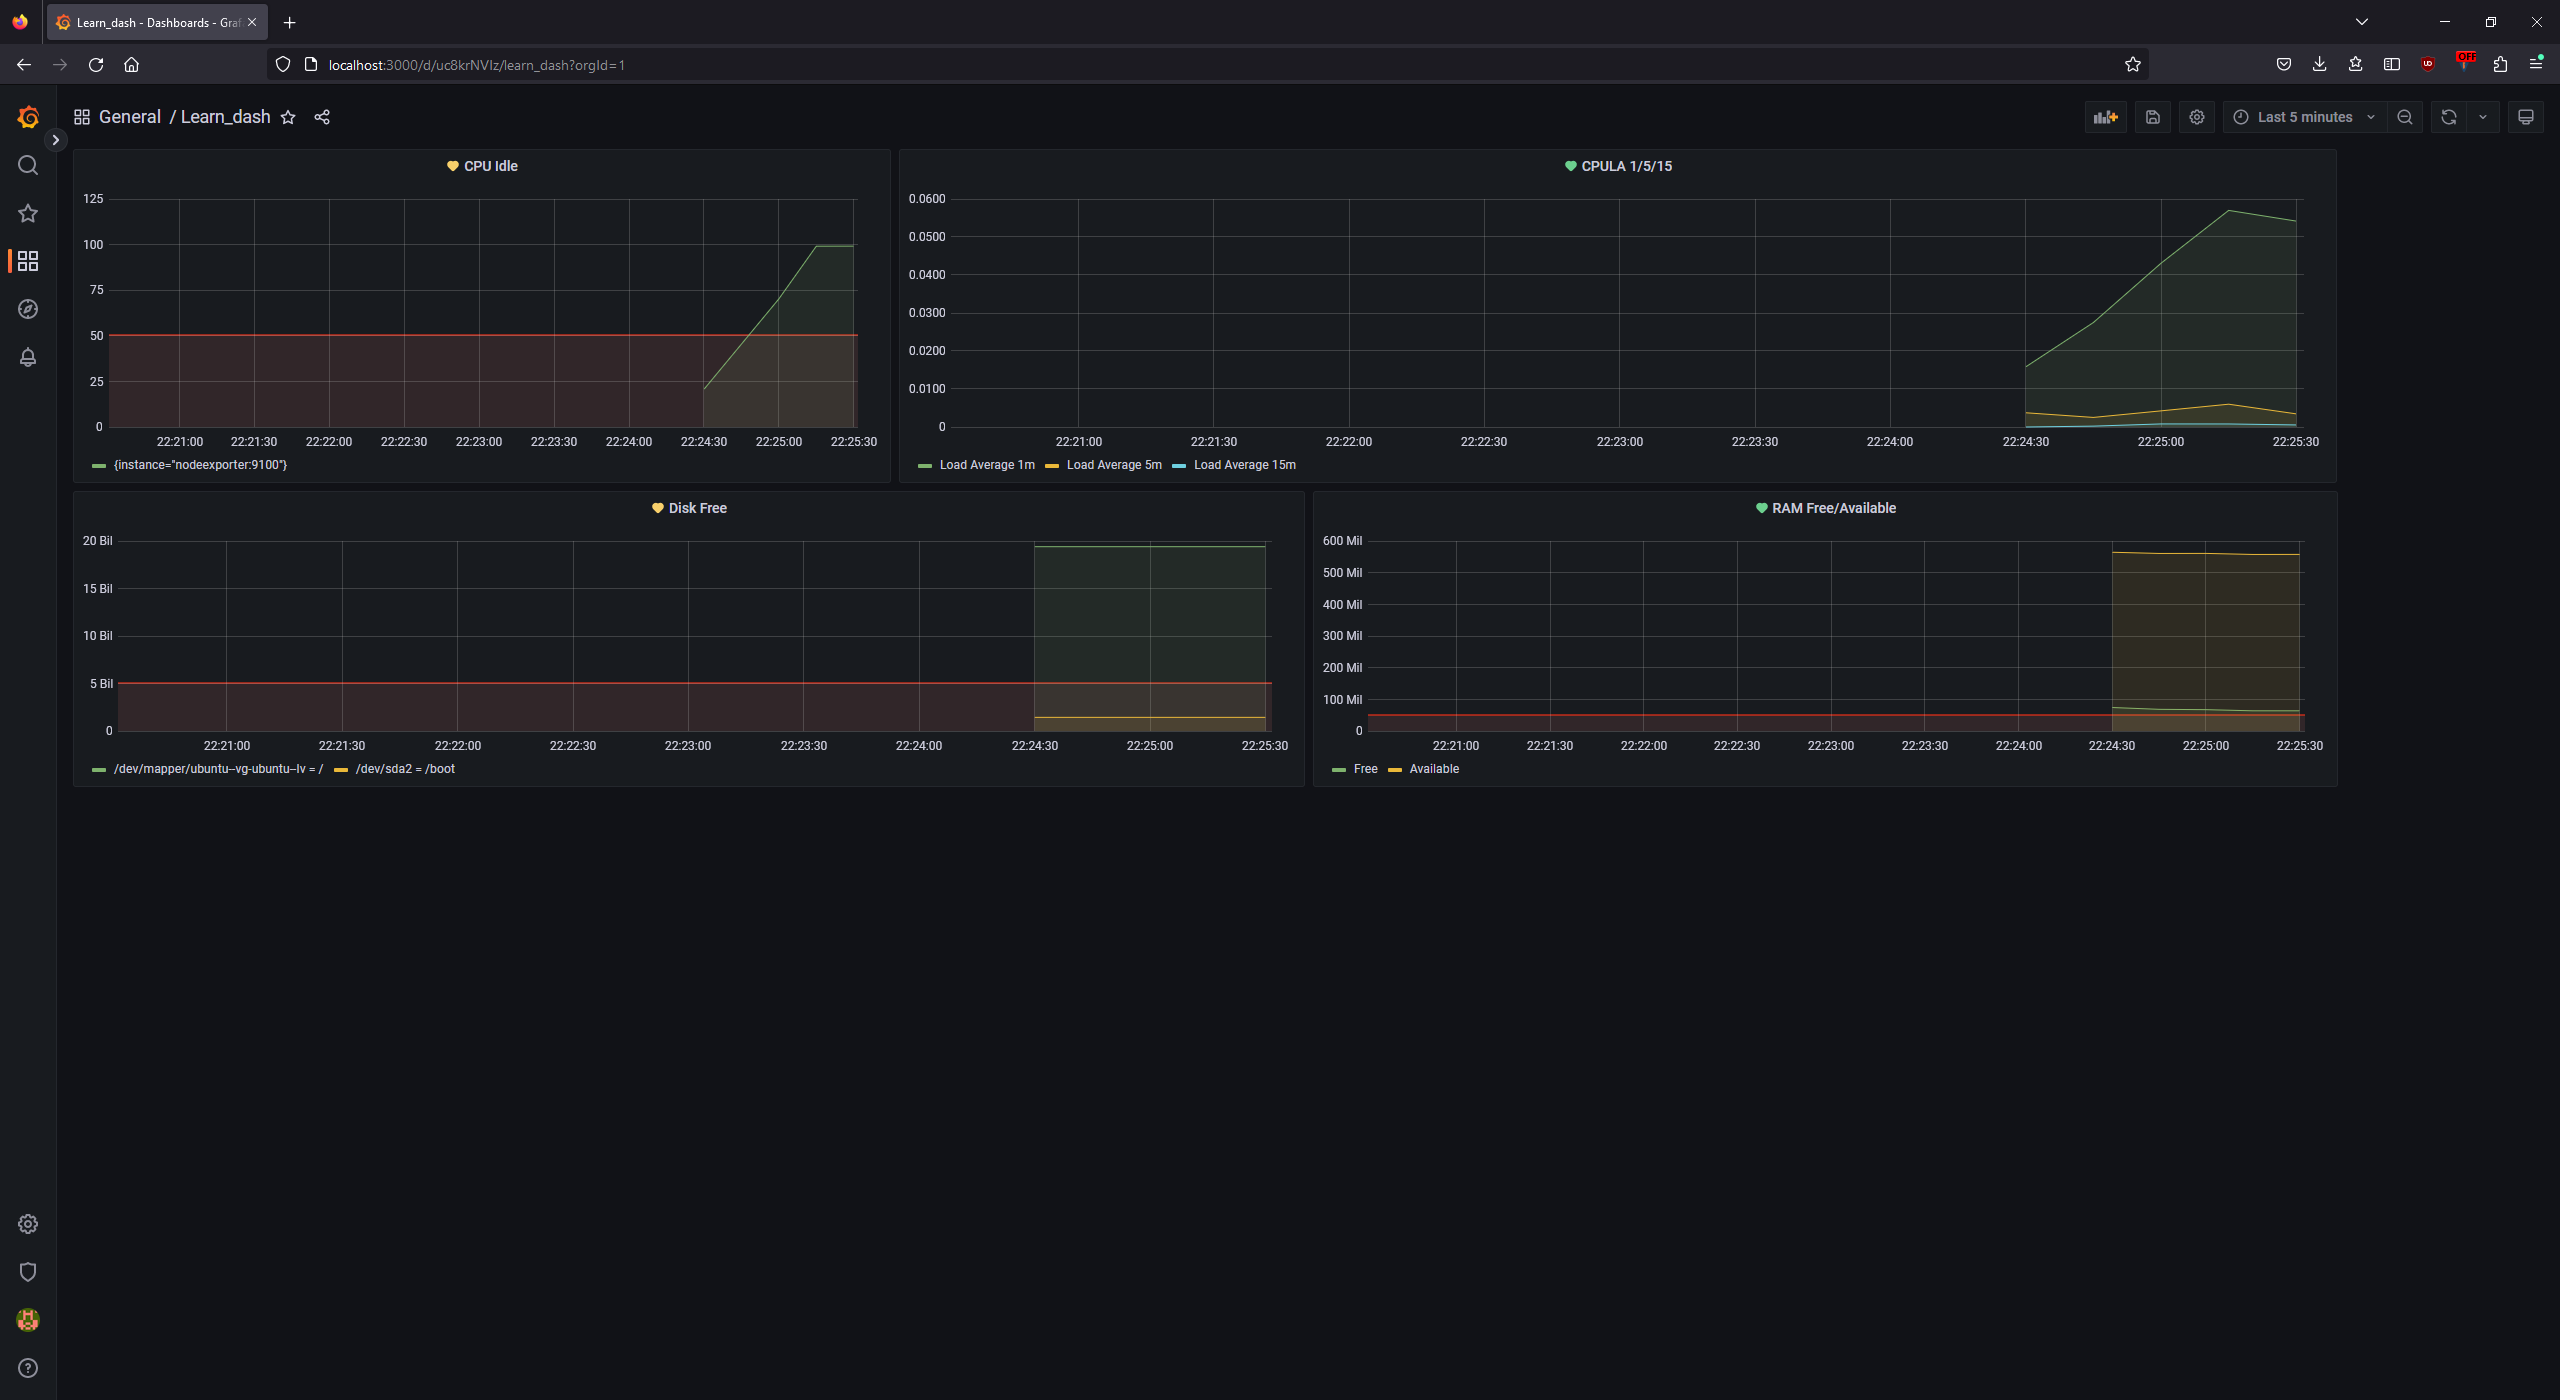 Learn_dash - Dashboards - Graf
localhost:3000/d/uc8krNVIz/learn_dash?orgId=1
OFF
General / Learn_dash
Last 5 minutes
CPU Idle
125
100
75
50
25
0
22:21:00 22:21:30 22:22:00 22:22:30 22:23:00 22:23:30 22:24:00 22:24:30 22:25:00 22:25:30
{instance="nodeexporter:9100"}
CPULA 1/5/15
0.0600
0.0500
0.0400
0.0300
0.0200
0.0100
0
22:21:00 22:21:30 22:22:00 22:22:30 22:23:00 22:23:30 22:24:00 22:24:30 22:25:00 22:25:30
Load Average 1m Load Average 5m Load Average 15m
Disk Free
20 Bil
15 Bil
10 Bil
5 Bil
0
22:21:00 22:21:30 22:22:00 22:22:30 22:23:00 22:23:30 22:24:00 22:24:30 22:25:00 22:25:30
/dev/mapper/ubuntu--vg-ubuntu--lv = / /dev/sda2 = /boot
RAM Free/Available
600 Mil
500 Mil
400 Mil
300 Mil
200 Mil
100 Mil
0
22:21:00 22:21:30 22:22:00 22:22:30 22:23:00 22:23:30 22:24:00 22:24:30 22:25:00 22:25:30
Free Available